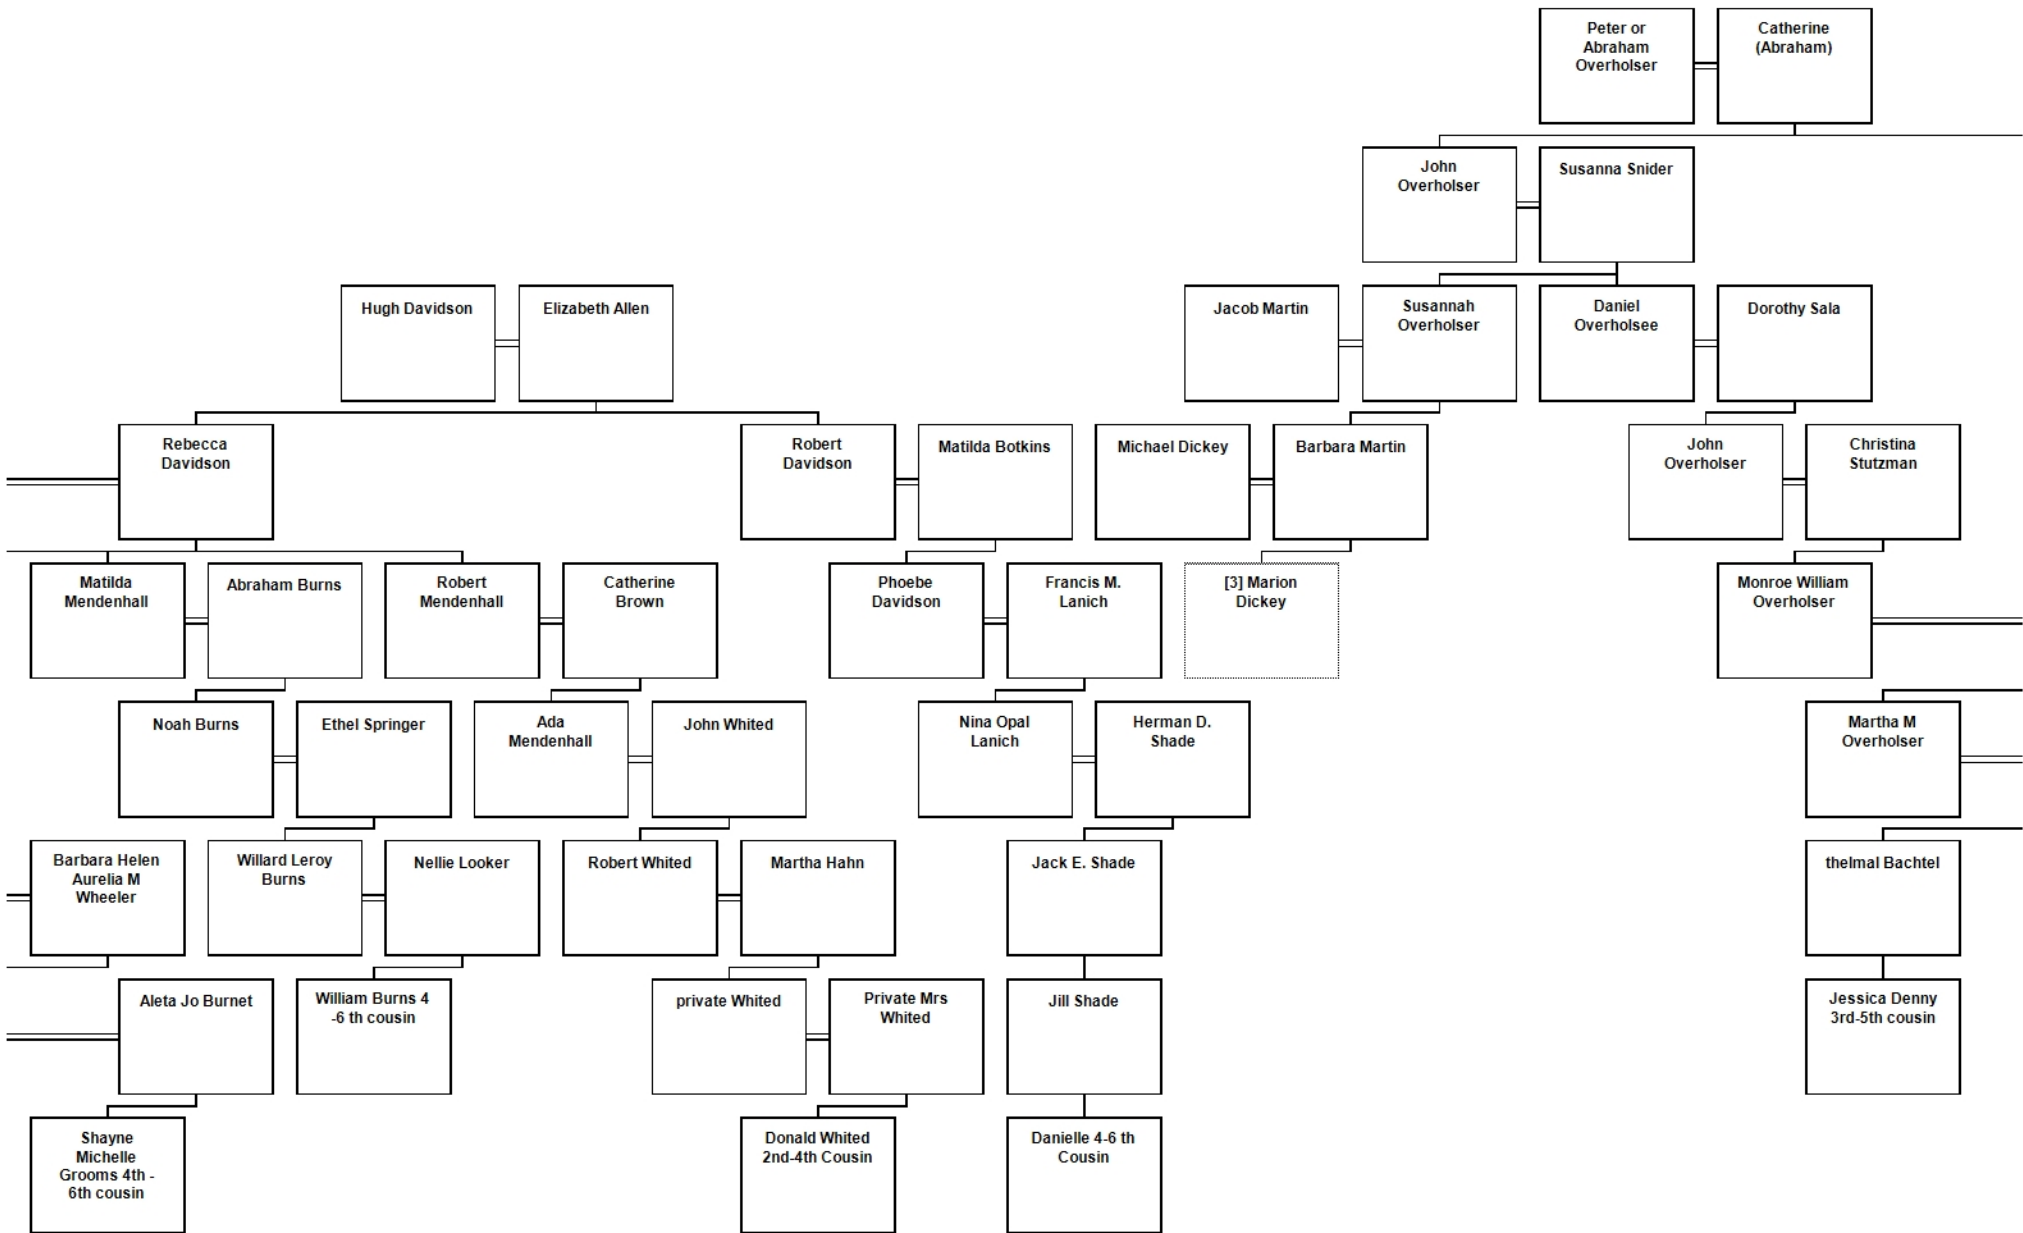 Peter or
Abraham
Overholser
Catherine
(Abraham)
John
Overholser
Susanna Snider
Hugh Davidson
Elizabeth Allen
Jacob Martin
Susannah
Overholser
Daniel
Overholsee
Dorothy Sala
Rebecca
Davidson
Robert
Davidson
Matilda Botkins
Michael Dickey
Barbara Martin
John
Overholser
Christina
Stutzman
Matilda
Mendenhall
Abraham Burns
Robert
Mendenhall
Catherine
Brown
Phoebe
Davidson
Francis M.
Lanich
[3] Marion
Dickey
Monroe William
Overholser
Noah Burns
Ethel Springer
Ada
Mendenhall
John Whited
Nina Opal
Lanich
Herman D.
Shade
Martha M
Overholser
Barbara Helen
Aurelia M
Wheeler
Willard Leroy
Burns
Nellie Looker
Robert Whited
Martha Hahn
Jack E. Shade
thelmal Bachtel
Aleta Jo Burnet
William Burns 4
-6 th cousin
private Whited
Private Mrs
Whited
Jill Shade
Jessica Denny
3rd-5th cousin
Shayne
Michelle
Grooms 4th -
6th cousin
Donald Whited
2nd-4th Cousin
Danielle 4-6 th
Cousin